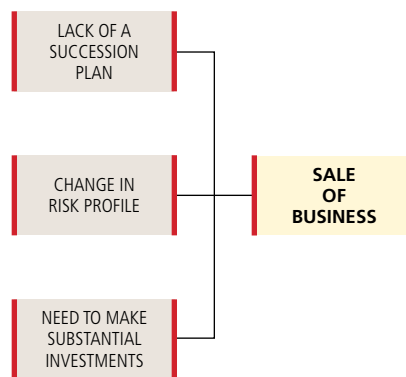 LACK OF A
SUCCESSION
PLAN
CHANGE IN
RISK PROFILE
SALE
OF
BUSINESS
NEED TO MAKE
SUBSTANTIAL
INVESTMENTS